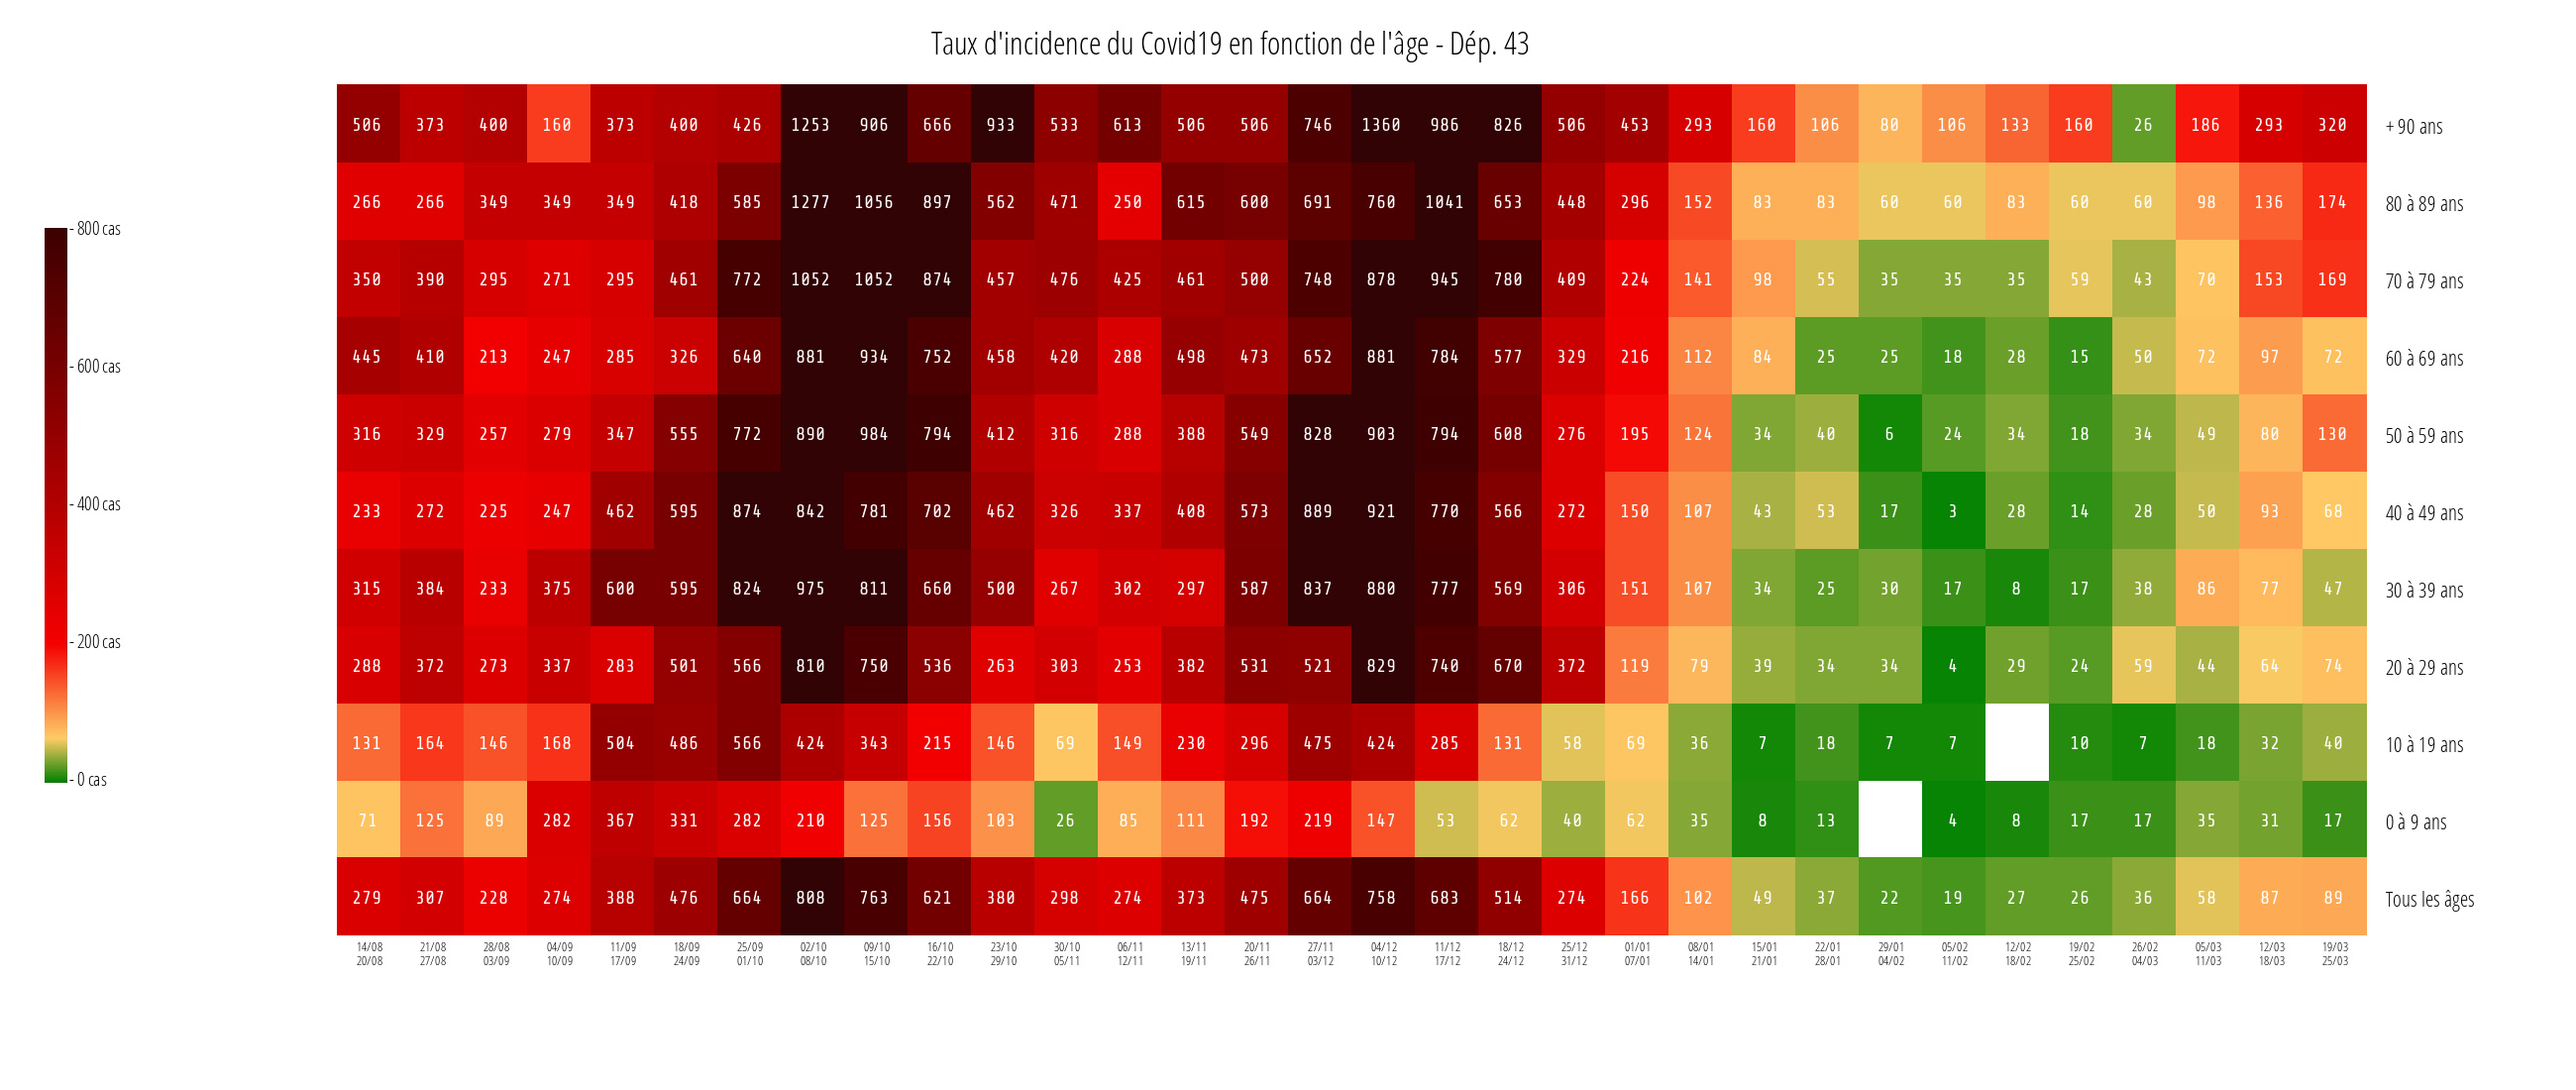 Taux d'incidence du Covid19 en fonction de l'âge - Dép. 43
- 800 cas
- 600 cas
- 400 cas
- 200 cas
- 0 cas
506 373 400 160 373 400 426 1253 906 666 933 533 613 506 506 746 1360 986 826 506 453 293 160 106 80 106 133 160 26 186 293 320 + 90 ans
266 266 349 349 349 418 585 1277 1056 897 562 471 250 615 600 691 760 1041 653 448 296 152 83 83 60 60 83 60 60 98 136 174 80 à 89 ans
350 390 295 271 295 461 772 1052 1052 874 457 476 425 461 500 748 878 945 780 409 224 141 98 55 35 35 35 59 43 70 153 169 70 à 79 ans
445 410 213 247 285 326 640 881 934 752 458 420 288 498 473 652 881 784 577 329 216 112 84 25 25 18 28 15 50 72 97 72 60 à 69 ans
316 329 257 279 347 555 772 890 984 794 412 316 288 388 549 828 903 794 608 276 195 124 34 40 6 24 34 18 34 49 80 130 50 à 59 ans
233 272 225 247 462 595 874 842 781 702 462 326 337 408 573 889 921 770 566 272 150 107 43 53 17 3 28 14 28 50 93 68 40 à 49 ans
315 384 233 375 600 595 824 975 811 660 500 267 302 297 587 837 880 777 569 306 151 107 34 25 30 17 8 17 38 86 77 47 30 à 39 ans
288 372 273 337 283 501 566 810 750 536 263 303 253 382 531 521 829 740 670 372 119 79 39 34 34 4 29 24 59 44 64 74 20 à 29 ans
131 164 146 168 504 486 566 424 343 215 146 69 149 230 296 475 424 285 131 58 69 36 7 18 7 7 10 7 18 32 40 10 à 19 ans
71 125 89 282 367 331 282 210 125 156 103 26 85 111 192 219 147 53 62 40 62 35 8 13 4 8 17 17 35 31 17 0 à 9 ans
279 307 228 274 388 476 664 808 763 621 380 298 274 373 475 664 758 683 514 274 166 102 49 37 22 19 27 26 36 58 87 89 Tous les âges
14/08 21/08 28/08 04/09 11/09 18/09 25/09 02/10 09/10 16/10 23/10 30/10 06/11 13/11 20/11 27/11 04/12 11/12 18/12 25/12 01/01 08/01 15/01 22/01 29/01 05/02 12/02 19/02 26/02 05/03 12/03 19/03
20/08 27/08 03/09 10/09 17/09 24/09 01/10 08/10 15/10 22/10 29/10 05/11 12/11 19/11 26/11 03/12 10/12 17/12 24/12 31/12 07/01 14/01 21/01 28/01 04/02 11/02 18/02 25/02 04/03 11/03 18/03 25/03